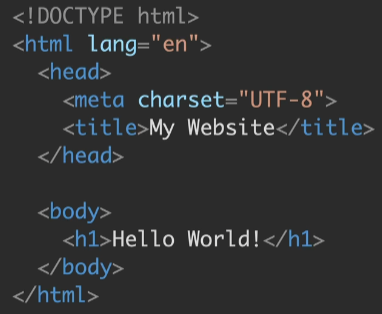 <!DOCTYPE html>
<html lang="en">
  <head>
    <meta charset="UTF-8">
    <title>My Website</title>
  </head>

  <body>
    <h1>Hello World!</h1>
  </body>
</html>